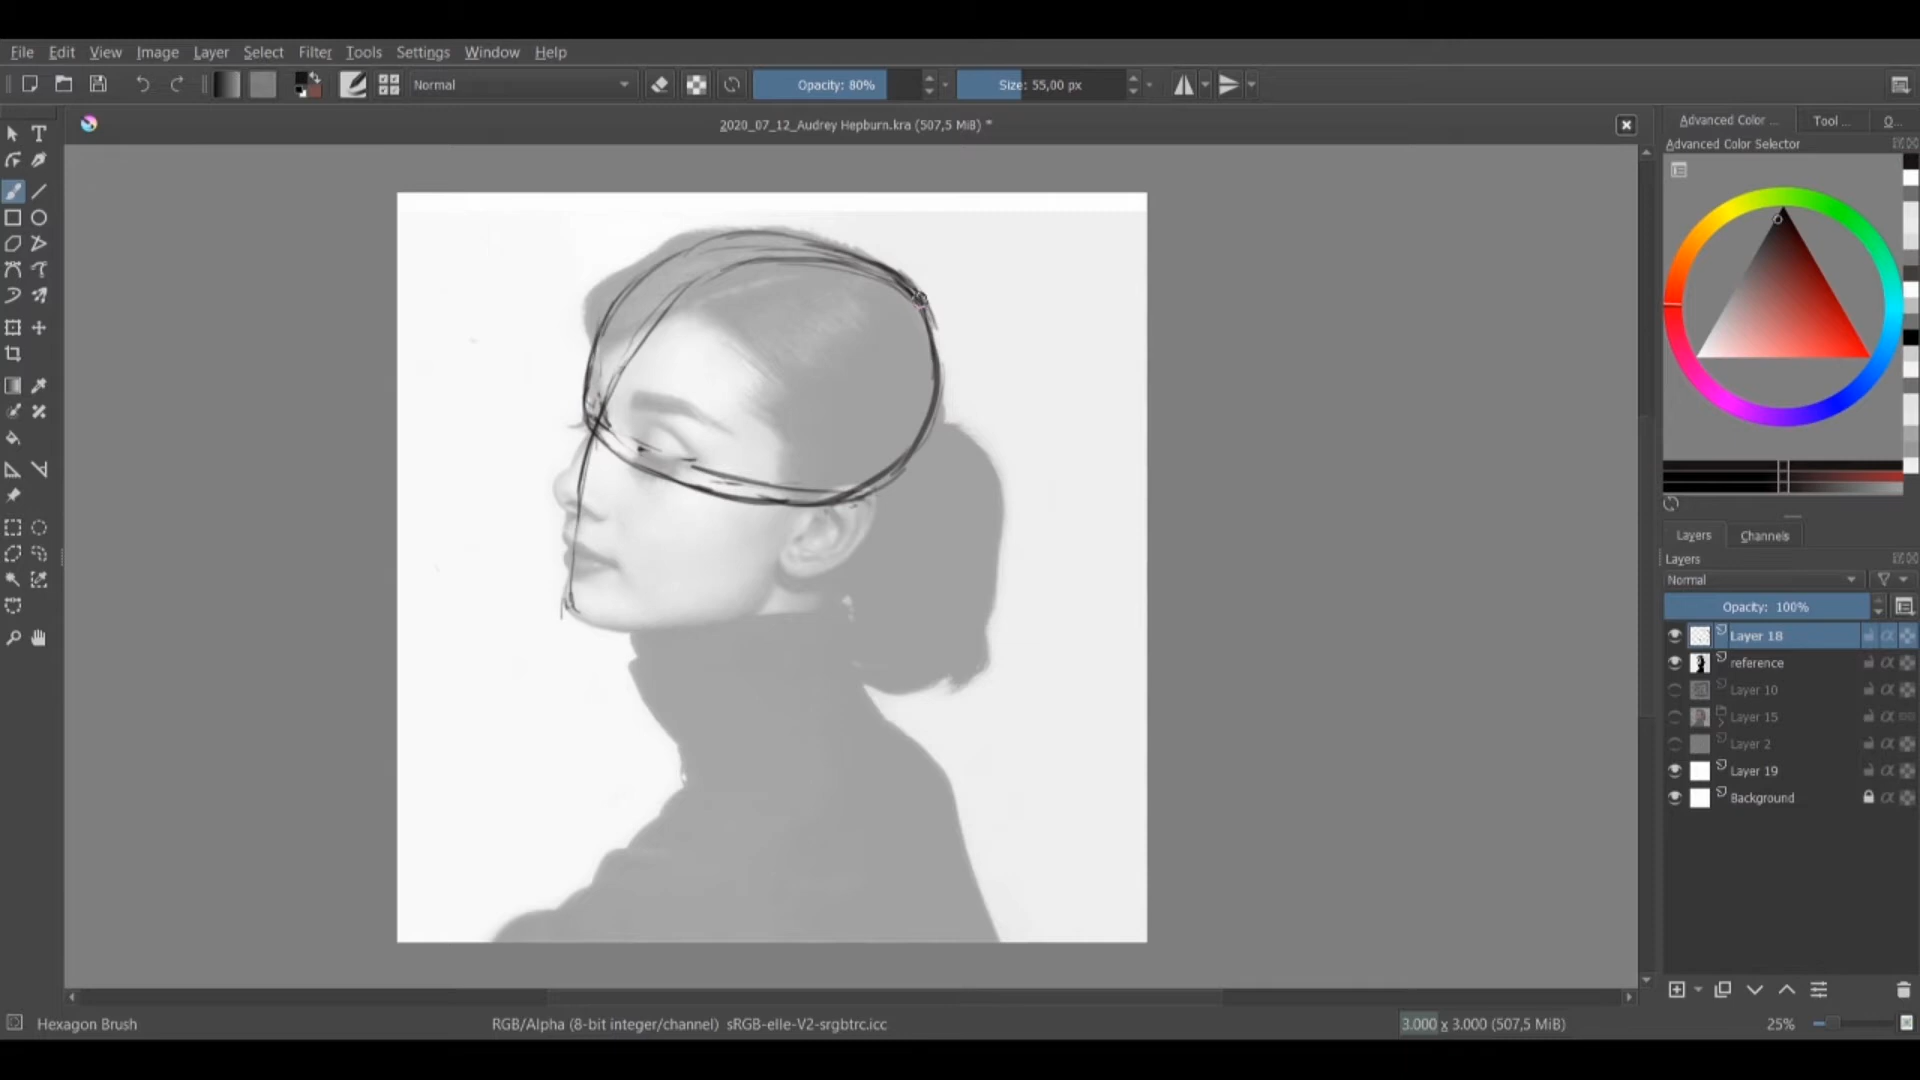 File Edit View Image Layer Select Filter Tools Settings Window Help
Normal Opacity: 80% Size: 55,00 px
2020_07_12_Audrey Hepburn.kra (507,5 MiB) *
Advanced Color ... Tool ... O...
Advanced Color Selector
Layers Channels
Layers
Normal
Opacity: 100%
Layer 18
reference
Layer 10
Layer 15
Layer 2
Layer 19
Background
Hexagon Brush RGB/Alpha (8-bit integer/channel) sRGB-elle-V2-srgbtrc.icc 3.000 x 3.000 (507,5 MiB) 25%